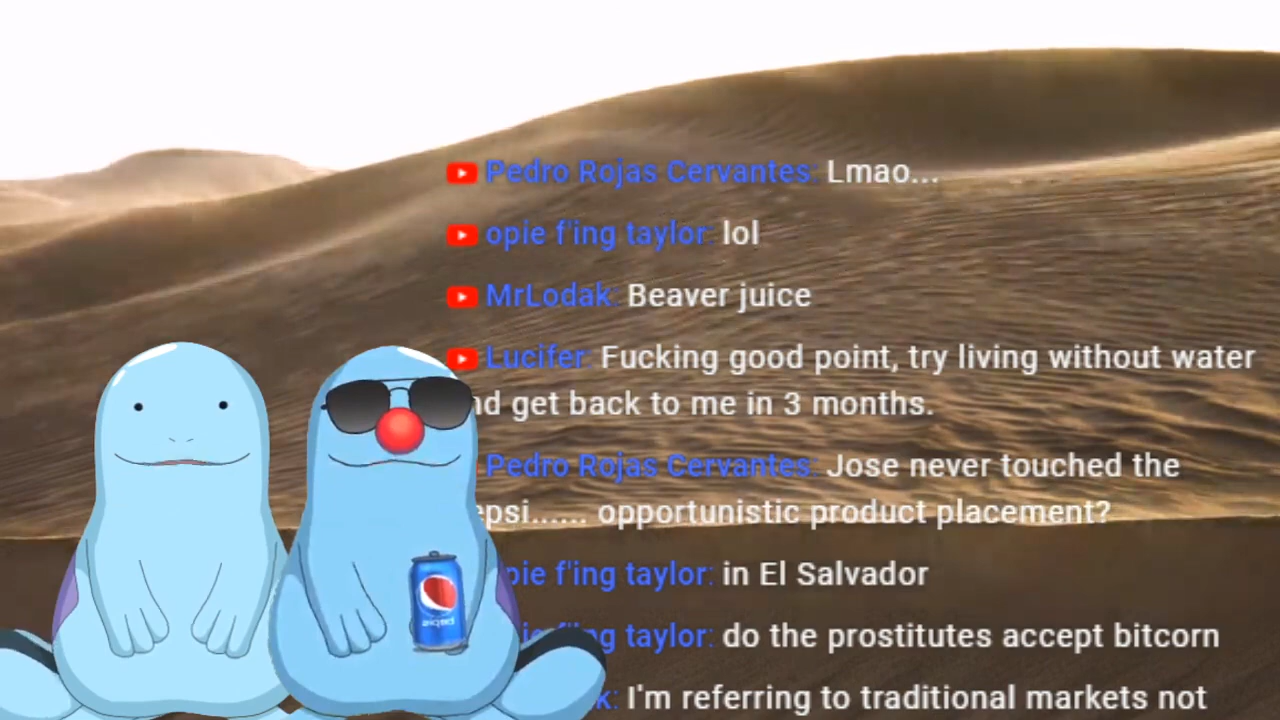 Pedro Rojas Cervantes: Lmao...
opie f'ing taylor: lol
MrLodak: Beaver juice
Lucifer: Fucking good point, try living without water
nd get back to me in 3 months.
Pedro Rojas Cervantes: Jose never touched the
epsi...... opportunistic product placement?
pie f'ing taylor: in El Salvador
ng taylor: do the prostitutes accept bitcorn
k: I'm referring to traditional markets not
pepsi